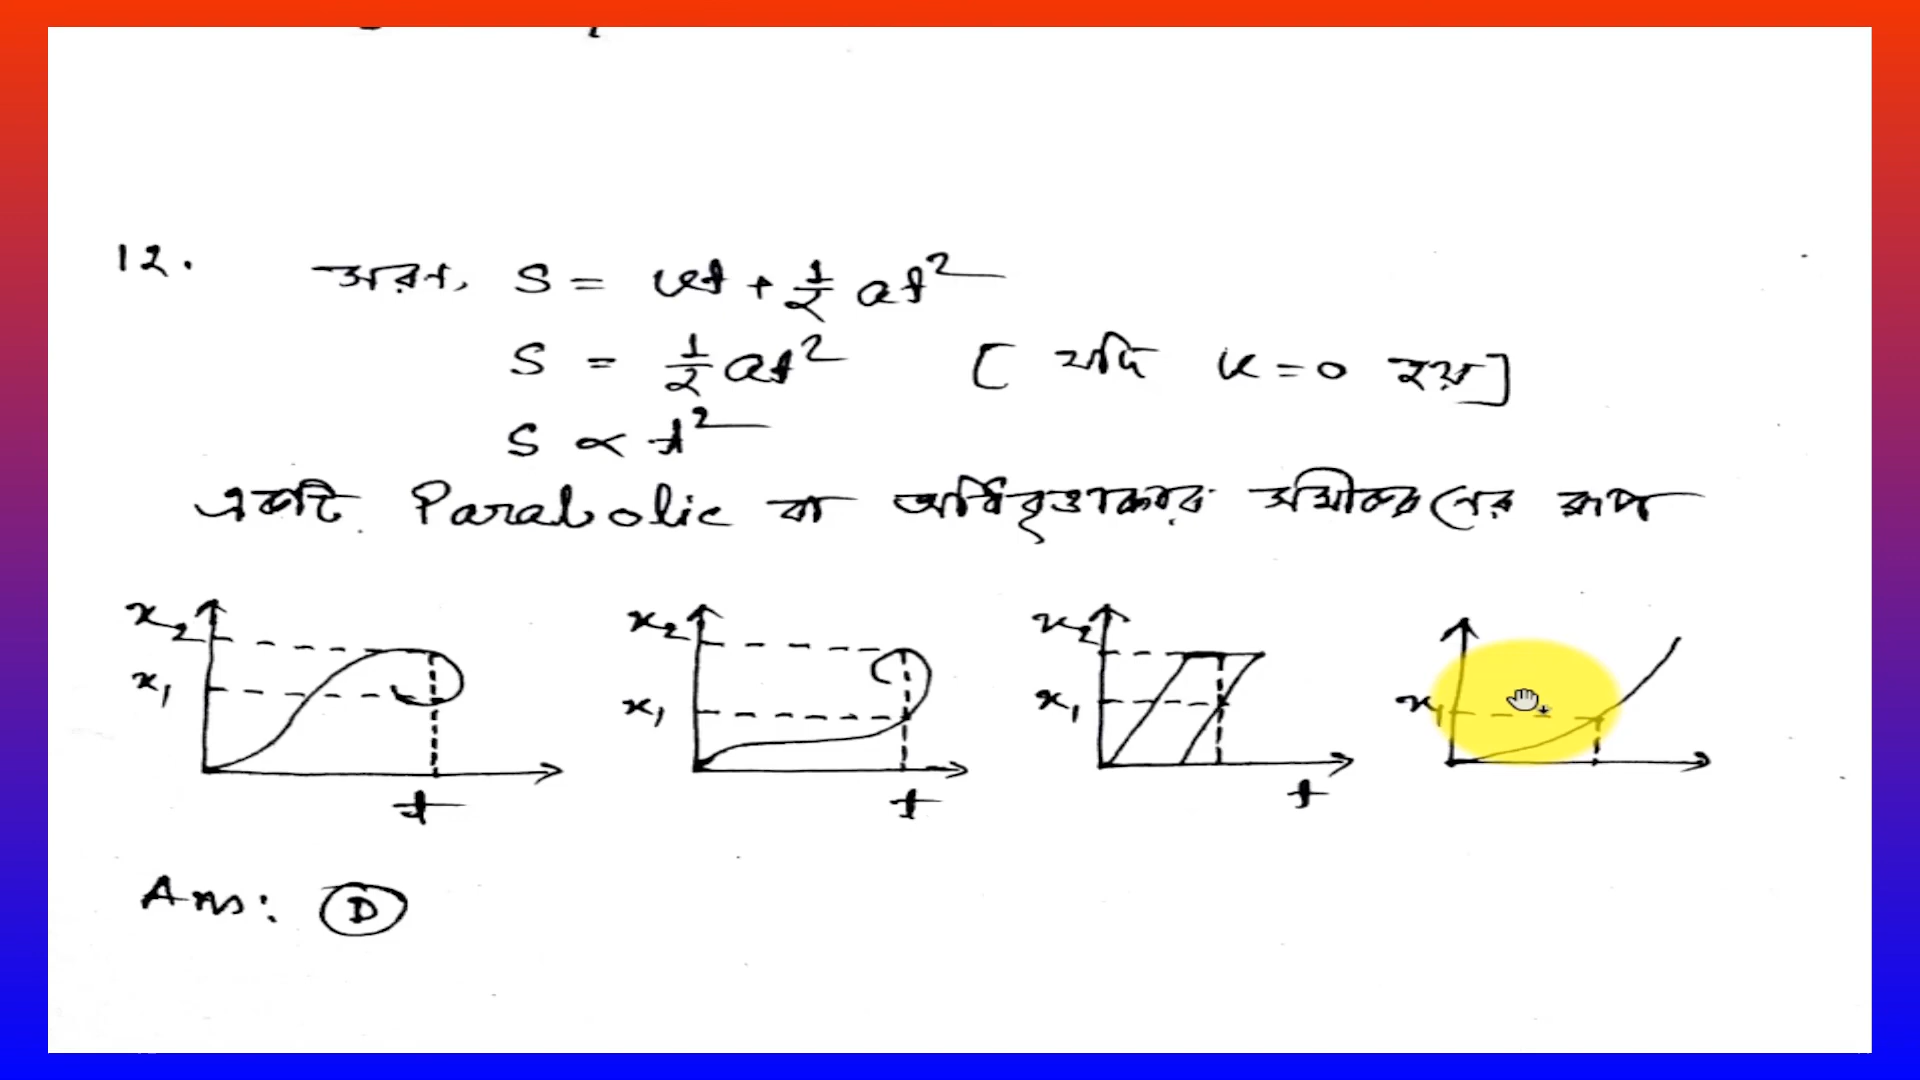 12. S = ut + 1/2 at²
S = 1/2 at² [ যদি u = 0 হয় ]
S ∝ t²
একটি Parabolic বা অধিবৃত্তাকার সমীকরণের রূপ
x₂ x₂ x₂
x₁ x₁ x₁ x₁
t t t
Ans: D